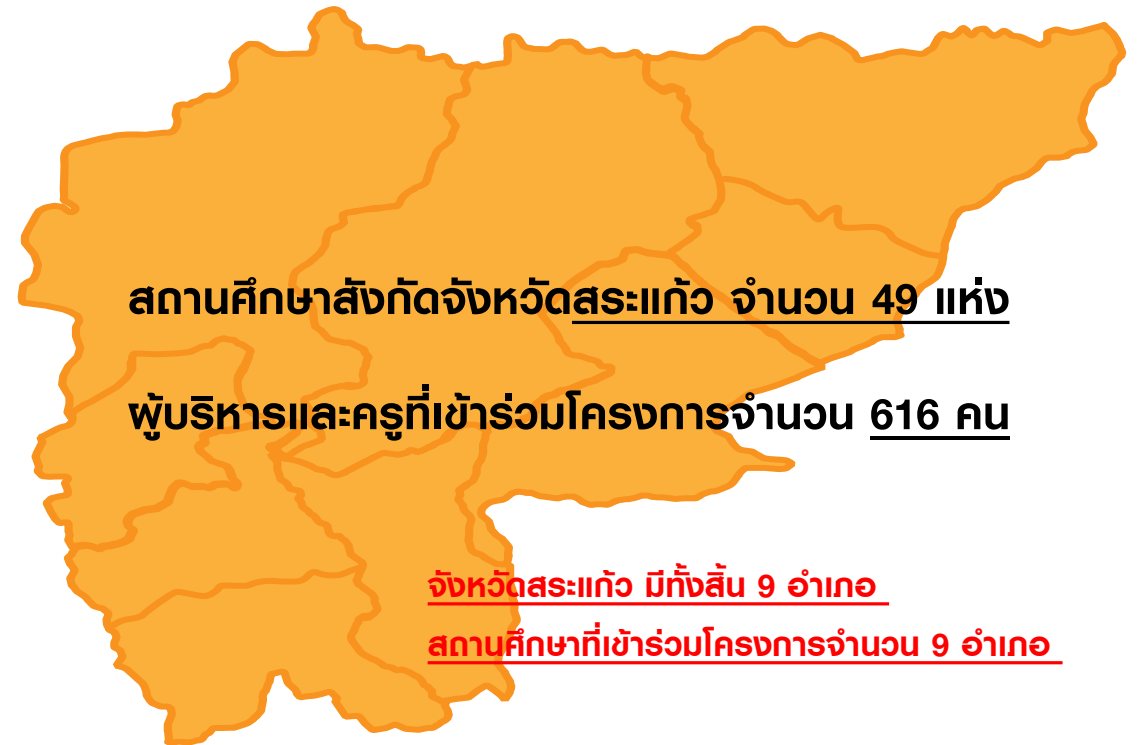 สถานศึกษาสังกัดจังหวัดสระแก้ว จำนวน 49 แห่ง
ผู้บริหารและครูที่เข้าร่วมโครงการจำนวน 616 คน
จังหวัดสระแก้ว มีทั้งสิ้น 9 อำเภอ
สถานศึกษาที่เข้าร่วมโครงการจำนวน 9 อำเภอ